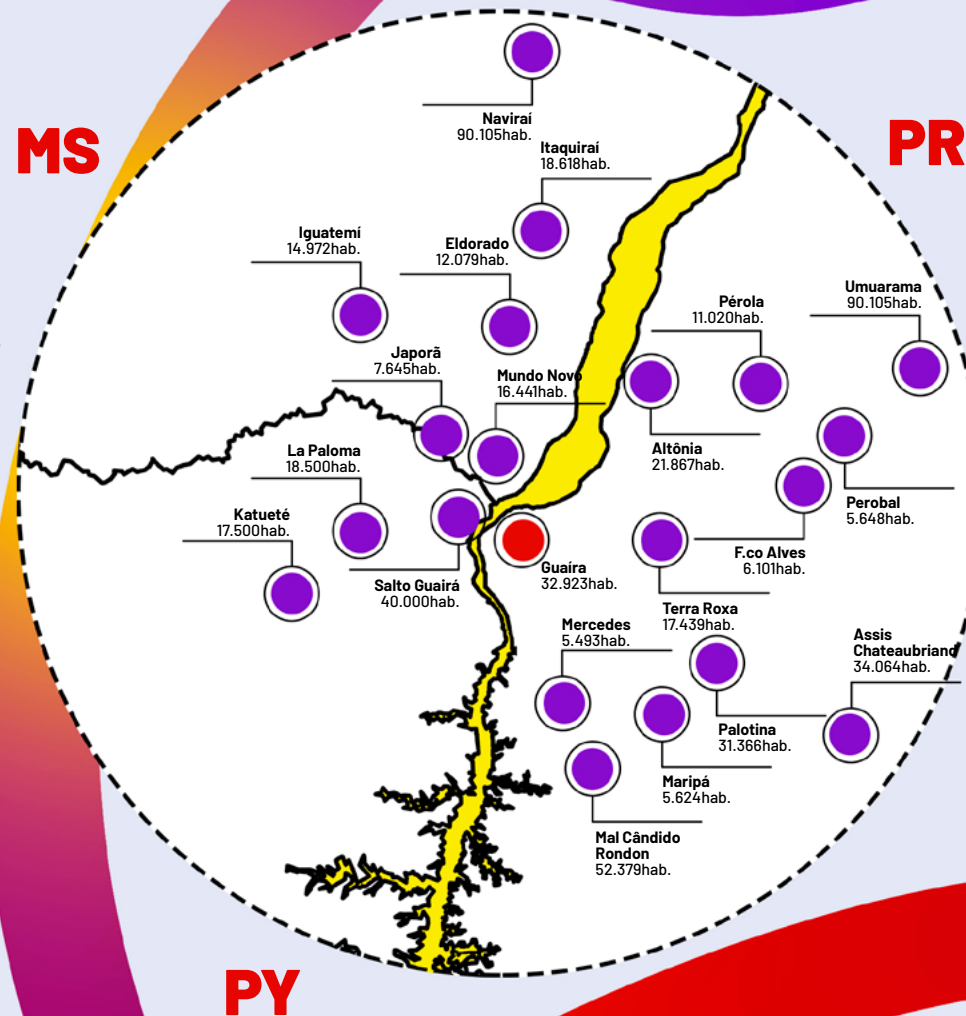 MS
PR
Naviraí
90.105hab.
Itaquiraí
18.618hab.
Iguatemí
14.972hab.
Eldorado
12.079hab.
Umuarama
90.105hab.
Pérola
11.020hab.
Japorã
7.645hab.
Mundo Novo
16.441hab.
Altônia
21.867hab.
La Paloma
18.500hab.
Perobal
5.648hab.
Katueté
17.500hab.
F.co Alves
6.101hab.
Guaíra
32.923hab.
Salto Guairá
40.000hab.
Terra Roxa
17.439hab.
Mercedes
5.493hab.
Assis
Chateaubriand
34.064hab.
Palotina
31.366hab.
Maripá
5.624hab.
Mal Cândido
Rondon
52.379hab.
PY